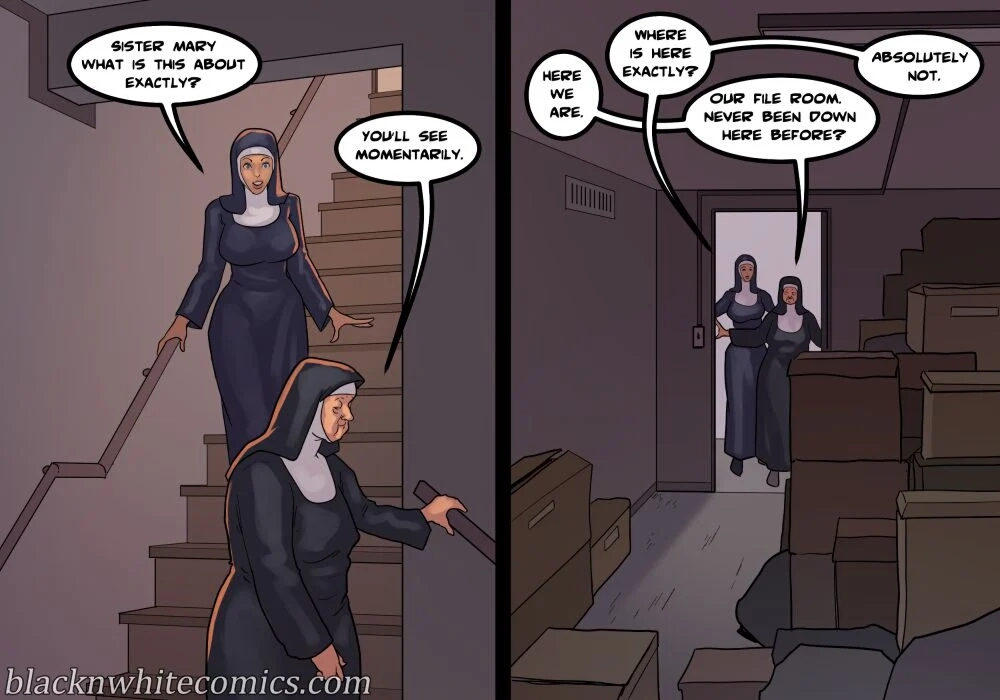 SISTER MARY
WHAT IS THIS ABOUT
EXACTLY?
YOU'LL SEE
MOMENTARILY.
HERE
WE
ARE.
WHERE
IS HERE
EXACTLY?
OUR FILE ROOM.
NEVER BEEN DOWN
HERE BEFORE?
ABSOLUTELY
NOT.
blacknwhitecomics.com